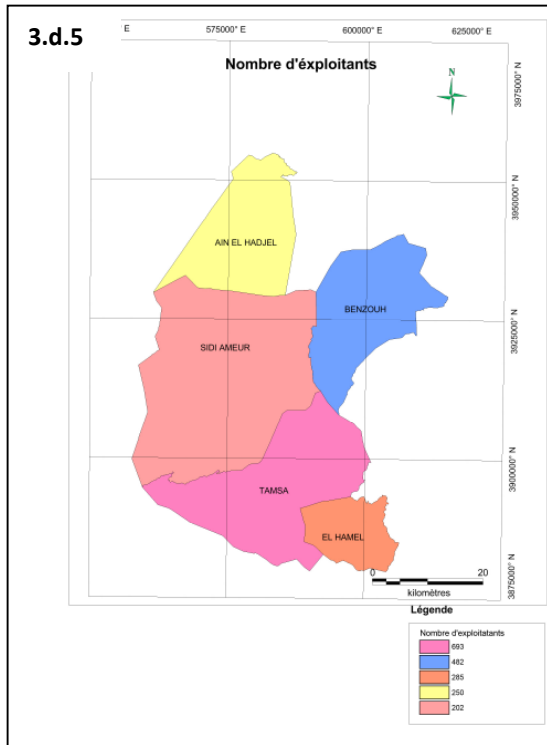 3.d.5
E 575000° E 600000° E 625000° E
Nombre d'éxploitants
N
3975000° N
3950000° N
AIN EL HADJEL
BENZOUH
3925000° N
SIDI AMEUR
3900000° N
TAMSA
EL HAMEL
3875000° N
0 20
kilomètres
Légende
Nombre d'exploitatants
693
482
285
250
202